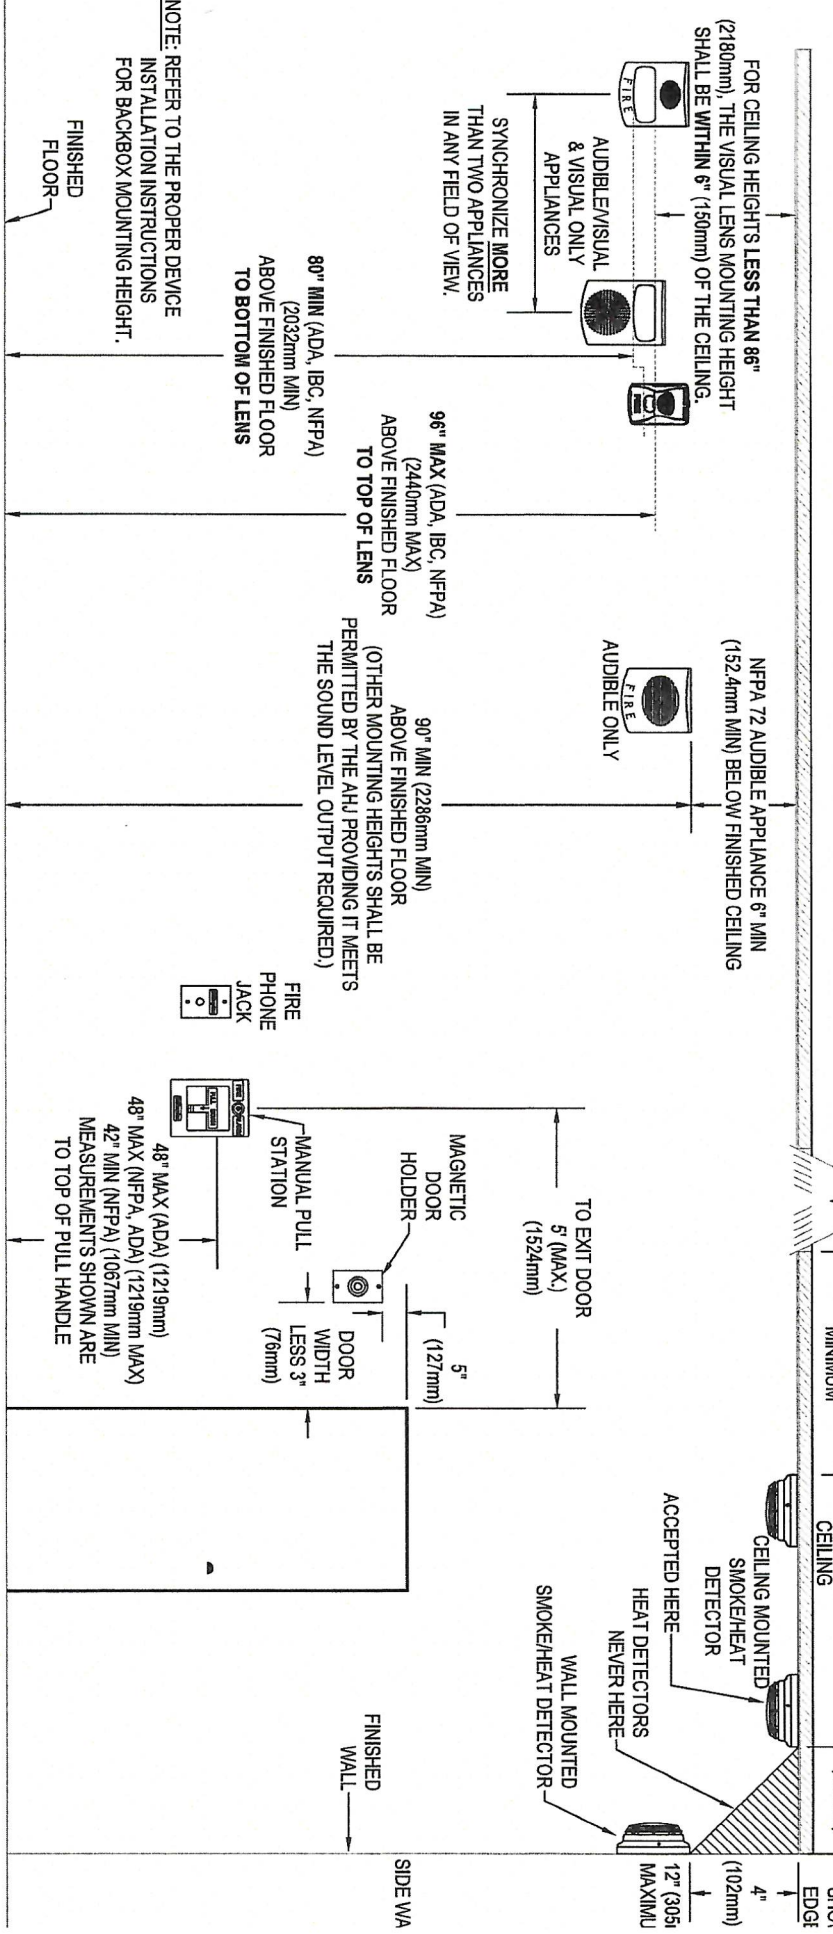 FOR CEILING HEIGHTS LESS THAN 86"
(2180mm), THE VISUAL LENS MOUNTING HEIGHT
SHALL BE WITHIN 6" (150mm) OF THE CEILING.
FIRE
AUDIBLE/VISUAL
& VISUAL ONLY
APPLIANCES
SYNCHRONIZE MORE
THAN TWO APPLIANCES
IN ANY FIELD OF VIEW.
80" MIN (ADA, IBC, NFPA)
(2032mm MIN)
ABOVE FINISHED FLOOR
TO BOTTOM OF LENS
96" MAX (ADA, IBC, NFPA)
(2440mm MAX)
ABOVE FINISHED FLOOR
TO TOP OF LENS
NOTE: REFER TO THE PROPER DEVICE
INSTALLATION INSTRUCTIONS
FOR BACKBOX MOUNTING HEIGHT.
FINISHED
FLOOR
NFPA 72 AUDIBLE APPLIANCE 6" MIN
(152.4mm MIN) BELOW FINISHED CEILING
FIRE
AUDIBLE ONLY
90" MIN (2286mm MIN)
ABOVE FINISHED FLOOR
(OTHER MOUNTING HEIGHTS SHALL BE
PERMITTED BY THE AHJ PROVIDING IT MEETS
THE SOUND LEVEL OUTPUT REQUIRED.)
FIRE
PHONE
JACK
MANUAL PULL
STATION
FIRE
PULL DOWN
48" MAX (ADA) (1219mm)
48" MAX (NFPA, ADA) (1219mm MAX)
42" MIN (NFPA) (1067mm MIN)
MEASUREMENTS SHOWN ARE
TO TOP OF PULL HANDLE
TO EXIT DOOR
5' (MAX.)
(1524mm)
MAGNETIC
DOOR
HOLDER
5"
(127mm)
DOOR
WIDTH
LESS 3"
(76mm)
MINIMUM
CEILING
CEILING MOUNTED
SMOKE/HEAT
DETECTOR
ACCEPTED HERE
HEAT DETECTORS
NEVER HERE
WALL MOUNTED
SMOKE/HEAT DETECTOR
FINISHED
WALL
EDGE
4"
(102mm)
12" (305
MAXIMU
SIDE WA